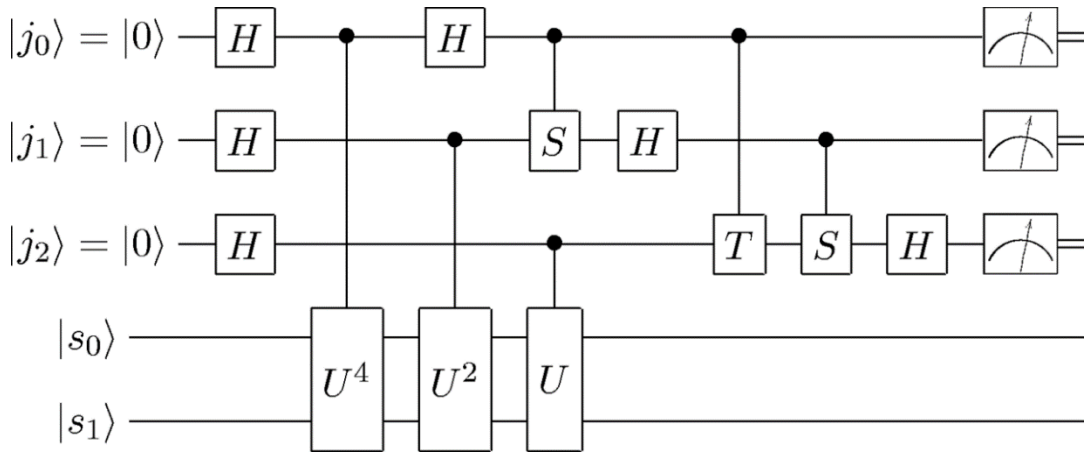 |j₀⟩ = |0⟩ H H
|j₁⟩ = |0⟩ H S H
|j₂⟩ = |0⟩ H T S H
|s₀⟩
U⁴ U² U
|s₁⟩